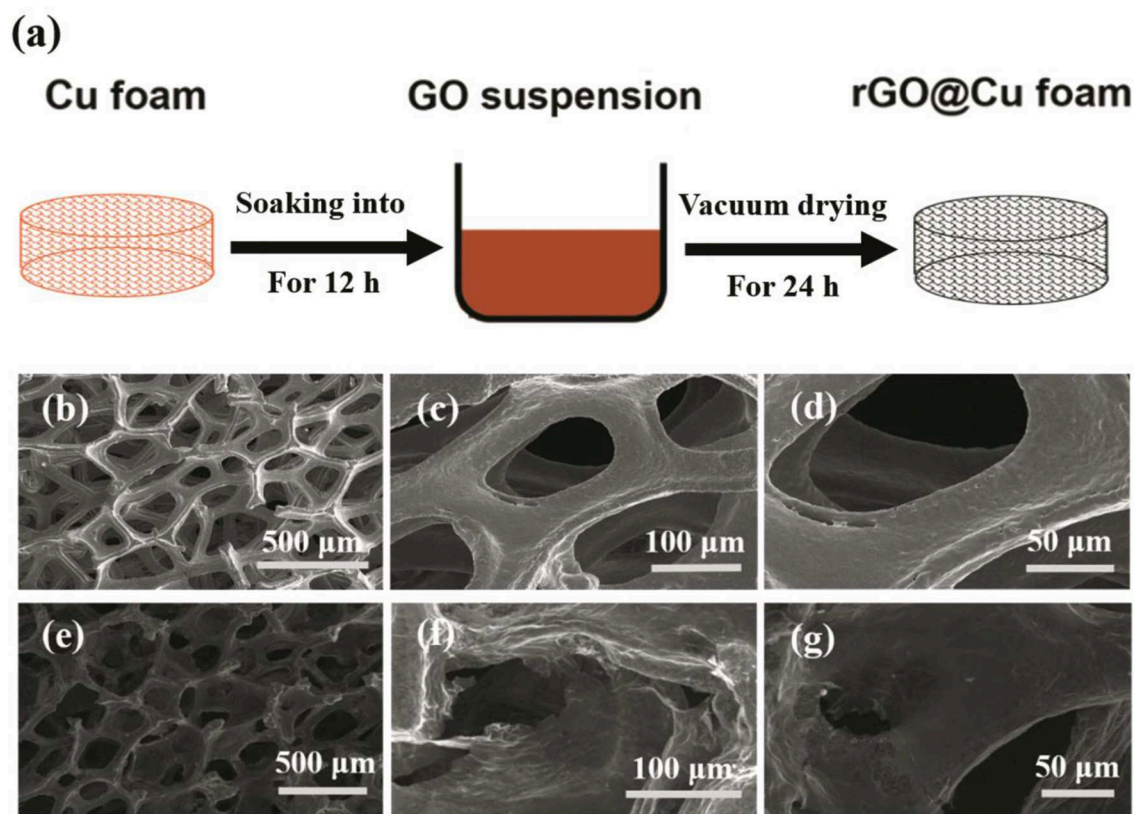 (a)
Cu foam
GO suspension
rGO@Cu foam
Soaking into
For 12 h
Vacuum drying
For 24 h
(b)
500 μm
(c)
100 μm
(d)
50 μm
(e)
500 μm
(f)
100 μm
(g)
50 μm